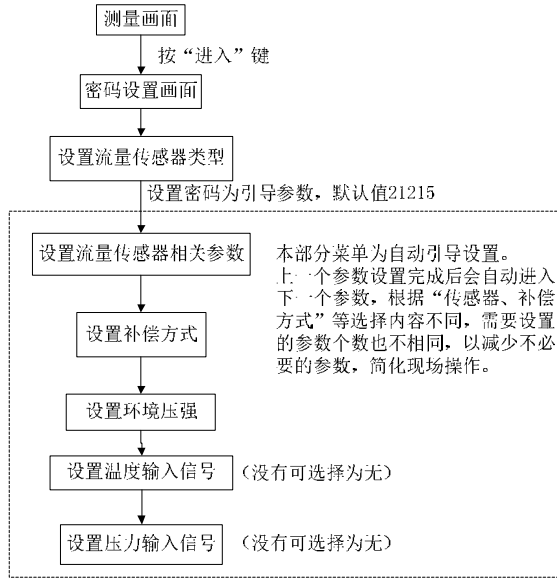 测量画面
按“进入”键
密码设置画面
设置流量传感器类型
设置密码为引导参数，默认值21215
设置流量传感器相关参数
本部分菜单为自动引导设置。
上一个参数设置完成后会自动进入
下一个参数，根据“传感器、补偿
方式”等选择内容不同，需要设置
的参数个数也不相同，以减少不必
要的参数，简化现场操作。
设置补偿方式
设置环境压强
设置温度输入信号
（没有可选择为无）
设置压力输入信号
（没有可选择为无）